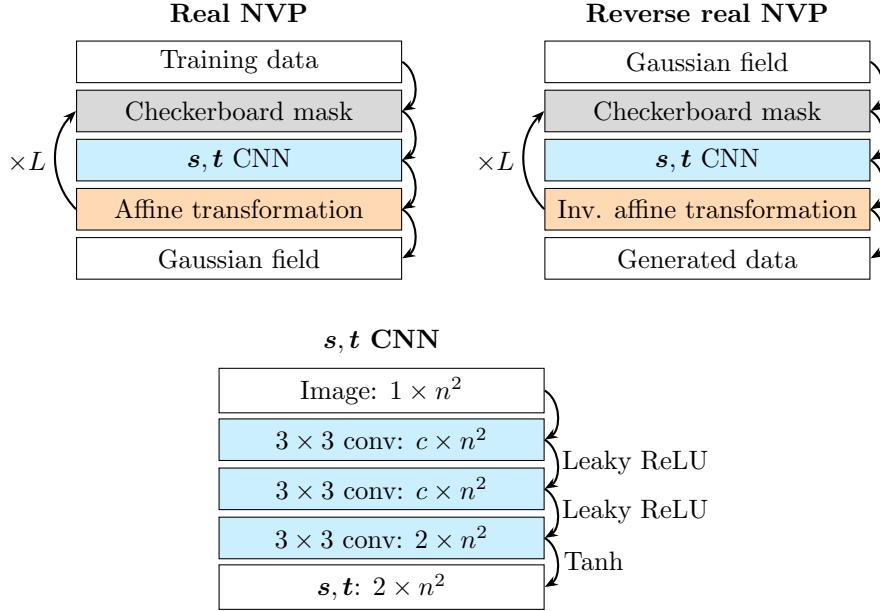 Real NVP
Training data
Checkerboard mask
s, t CNN
Affine transformation
Gaussian field
×L
Reverse real NVP
Gaussian field
Checkerboard mask
s, t CNN
Inv. affine transformation
Generated data
×L
s, t CNN
Image: 1 × n²
3 × 3 conv: c × n²
Leaky ReLU
3 × 3 conv: c × n²
Leaky ReLU
3 × 3 conv: 2 × n²
Tanh
s, t: 2 × n²